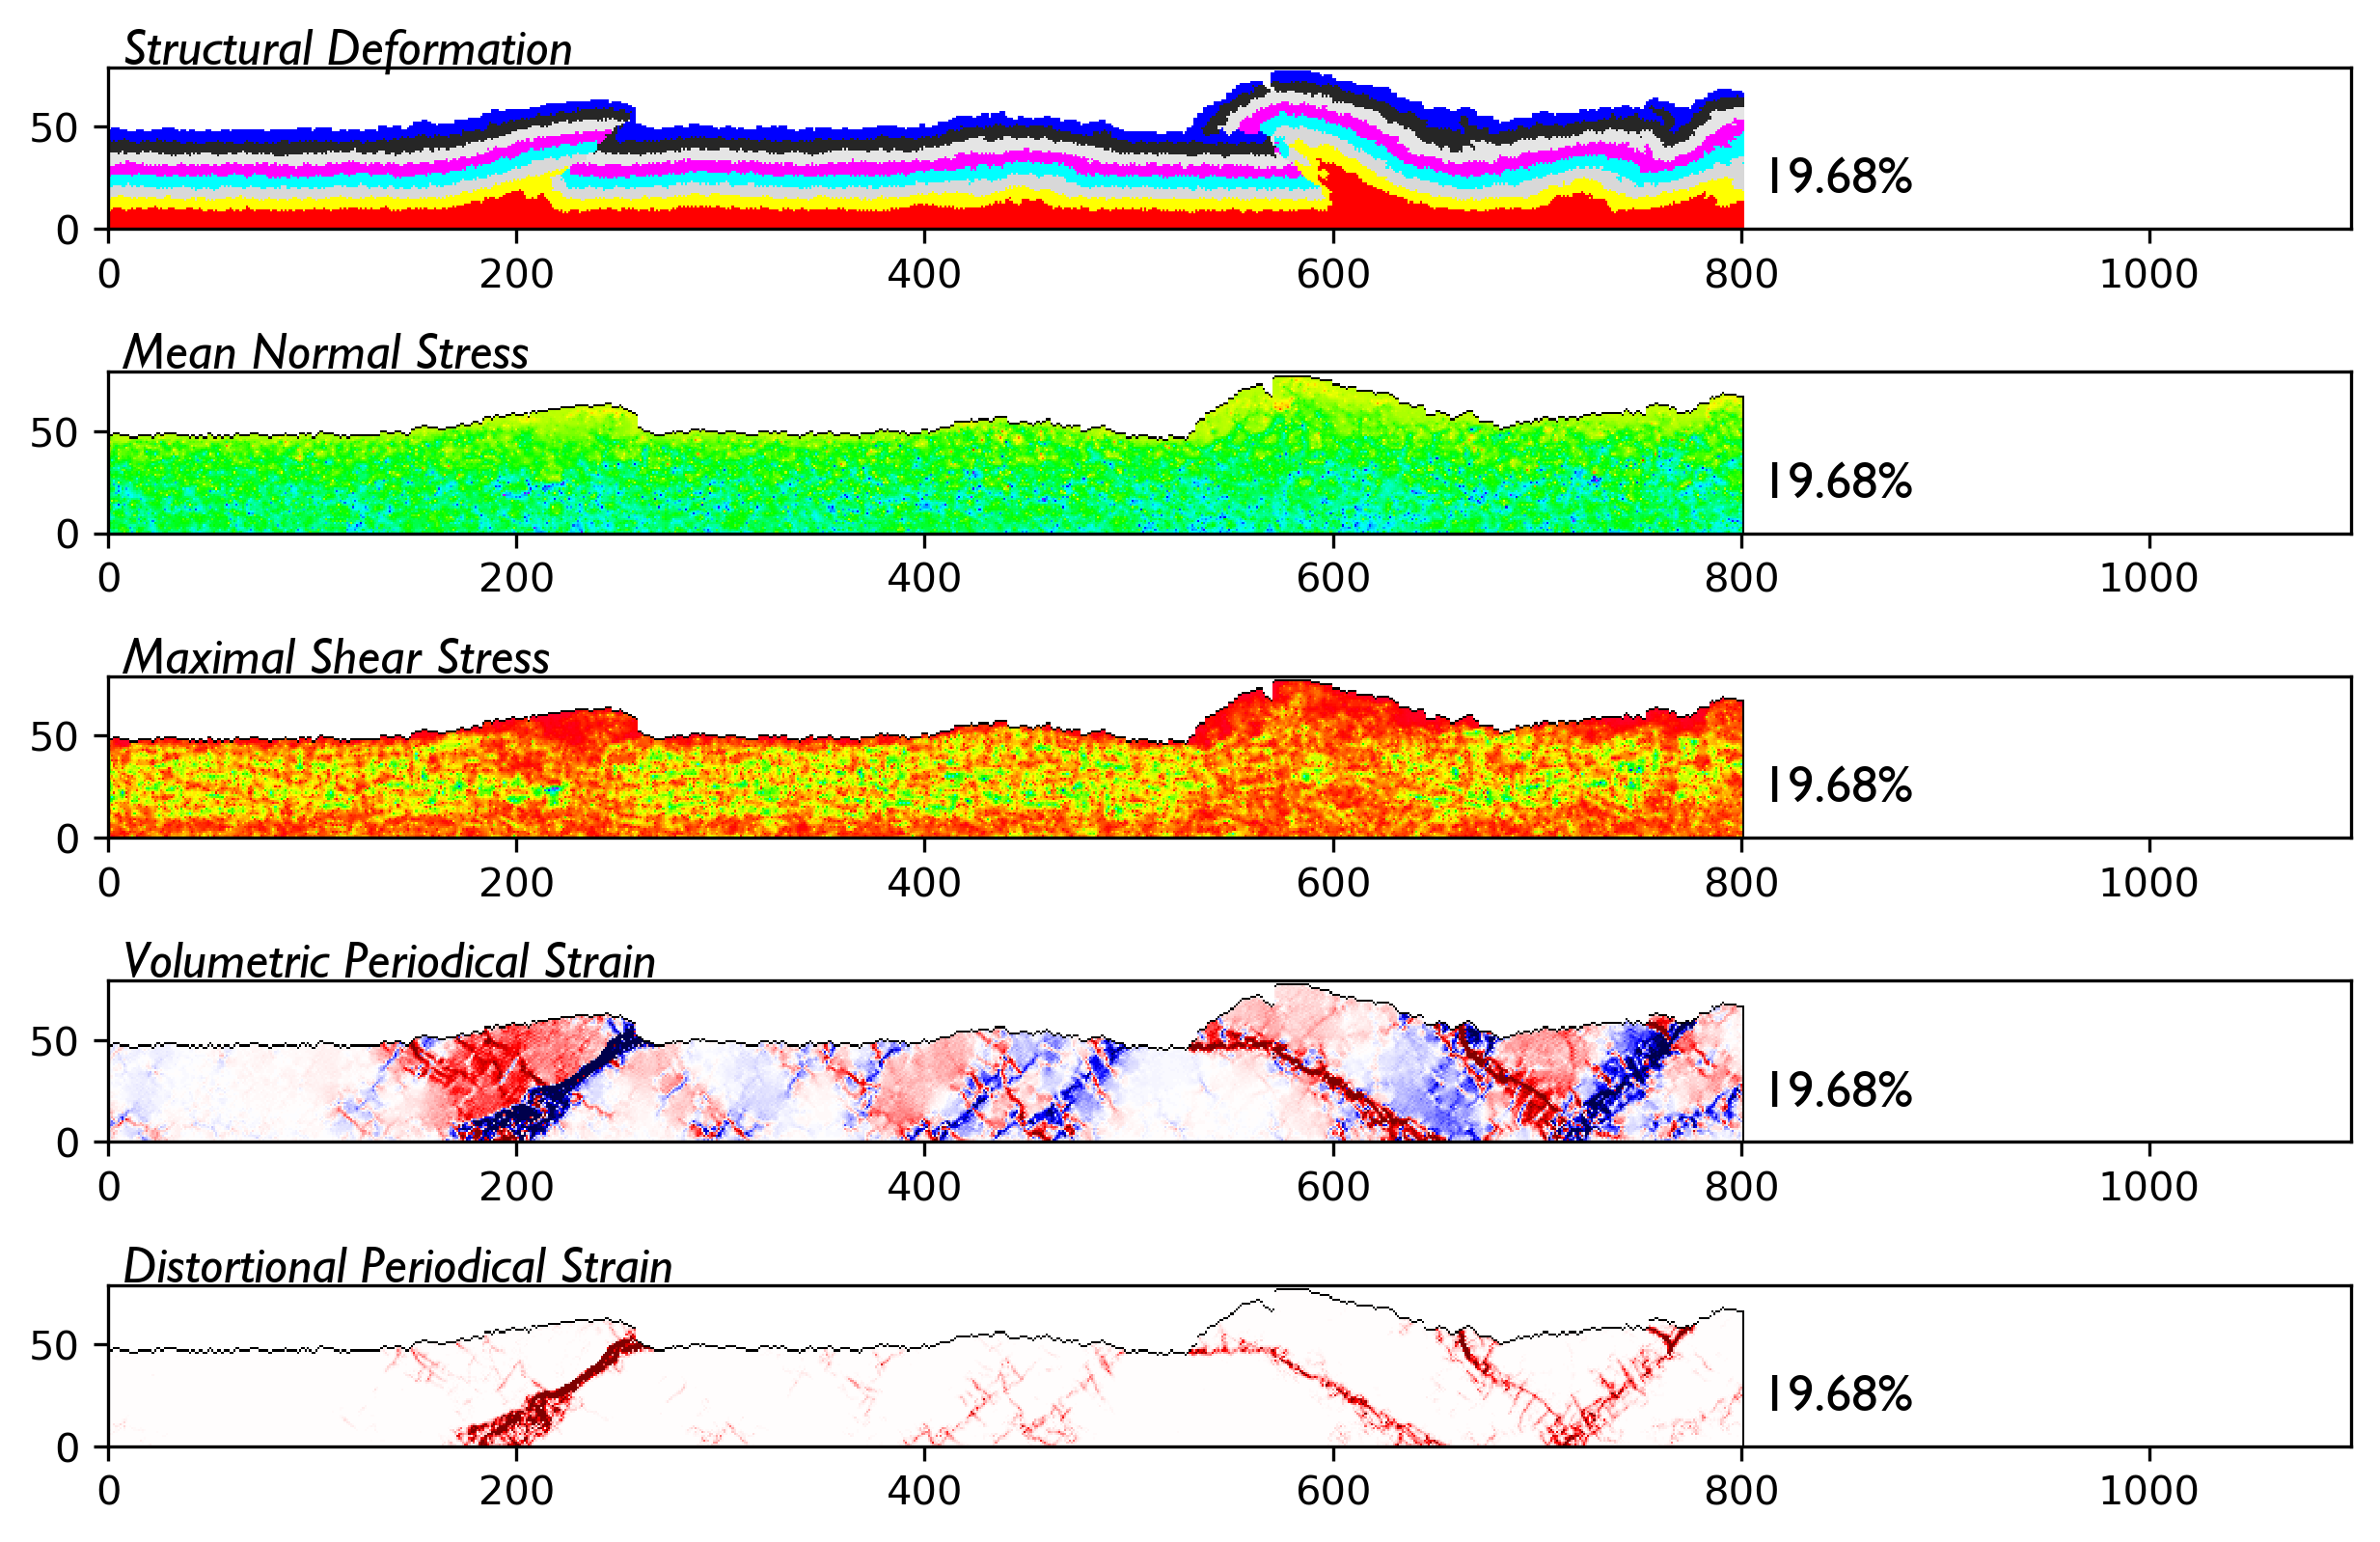 Structural Deformation
50
0
19.68%
0 200 400 600 800 1000
Mean Normal Stress
50
0
19.68%
0 200 400 600 800 1000
Maximal Shear Stress
50
0
19.68%
0 200 400 600 800 1000
Volumetric Periodical Strain
50
0
19.68%
0 200 400 600 800 1000
Distortional Periodical Strain
50
0
19.68%
0 200 400 600 800 1000